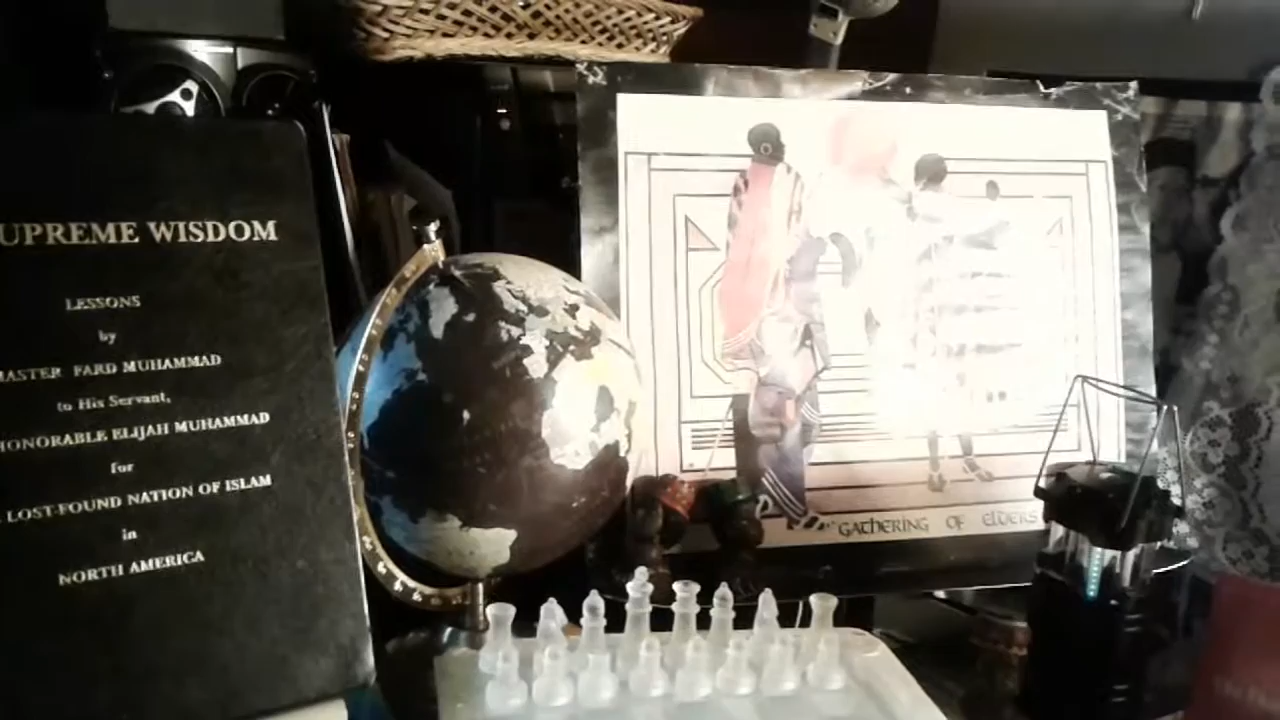 UPREME WISDOM
LESSONS
by
MASTER FARD MUHAMMAD
to His Servant,
HONORABLE ELIJAH MUHAMMAD
for
LOST-FOUND NATION OF ISLAM
in
NORTH AMERICA
"GATHERING OF ELDERS